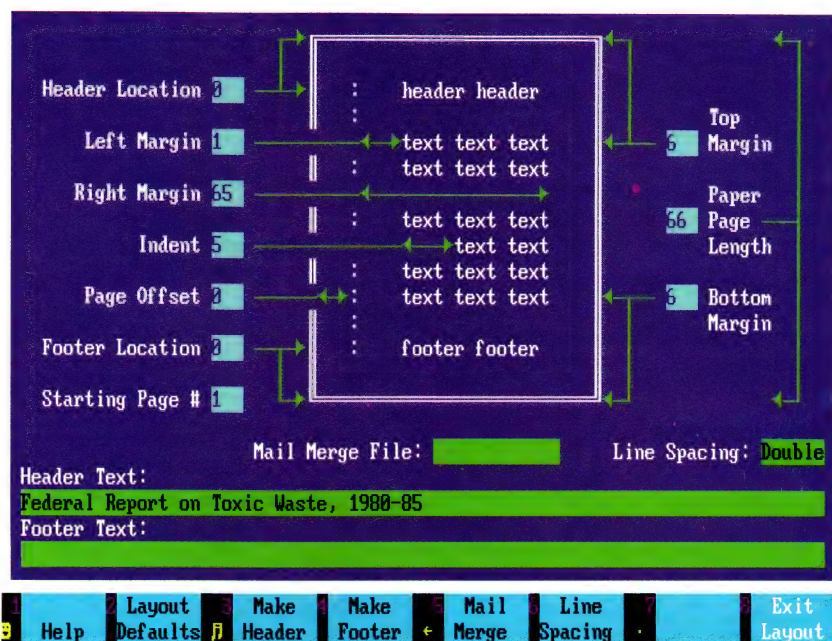 Header Location 0
: header header
:
Top
Left Margin 1
text text text
6 Margin
: text text text
Right Margin 65
Paper
: text text text
66 Page
Indent 5
text text
Length
: text text text
Page Offset 0
: text text text
6 Bottom
:
Margin
Footer Location 0
: footer footer
Starting Page # 1
Mail Merge File:
Line Spacing: Double
Header Text:
Federal Report on Toxic Waste, 1980-85
Footer Text:
1 Help
2 Layout Defaults
3 Make Header
4 Make Footer
5 Mail Merge
6 Line Spacing
7
8 Exit Layout